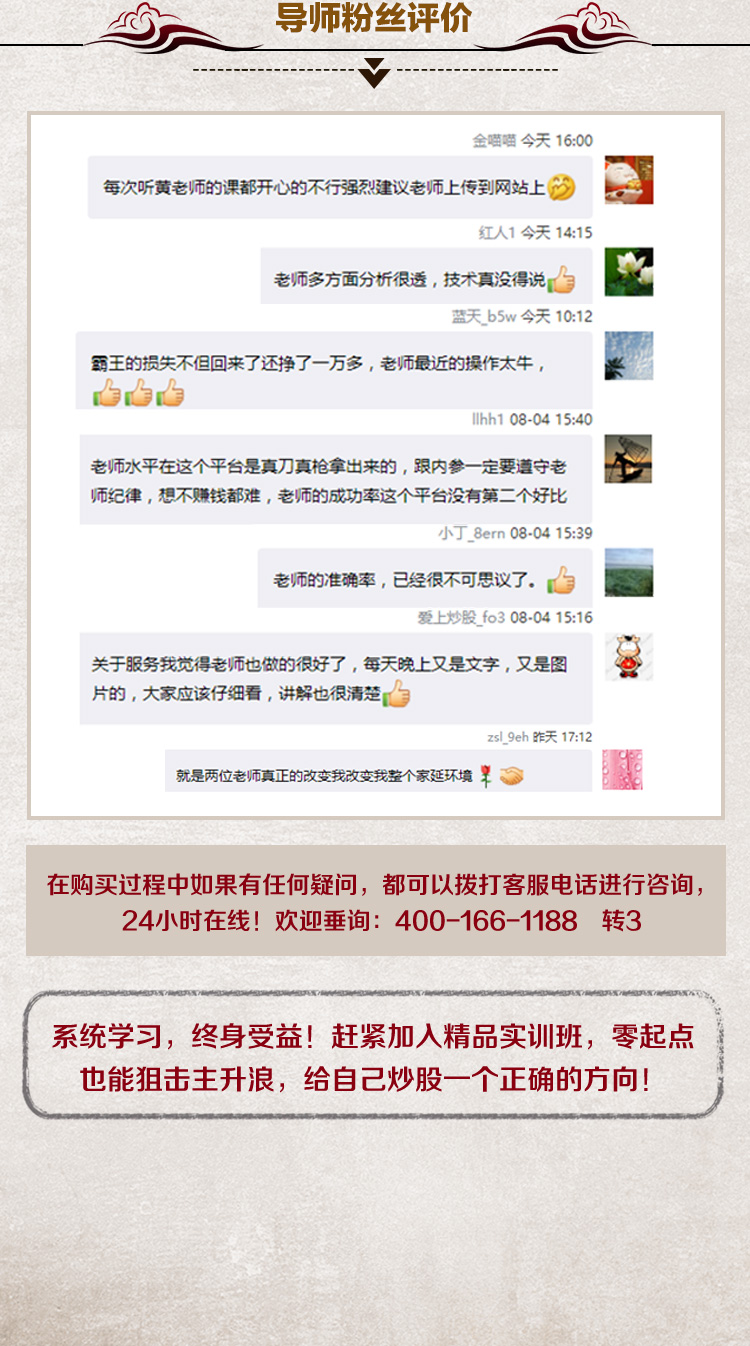 导师粉丝评价
金喵喵 今天 16:00
每次听黄老师的课都开心的不行强烈建议老师上传到网站上
红人1 今天 14:15
老师多方面分析很透，技术真没得说
蓝天_b5w 今天 10:12
霸王的损失不但回来了还挣了一万多，老师最近的操作太牛，
llhh1 08-04 15:40
老师水平在这个平台是真刀真枪拿出来的，跟内参一定要遵守老
师纪律，想不赚钱都难，老师的成功率这个平台没有第二个好比
小丁_8ern 08-04 15:39
老师的准确率，已经很不可思议了。
爱上炒股_fo3 08-04 15:16
关于服务我觉得老师也做的很好了，每天晚上又是文字，又是图
片的，大家应该仔细看，讲解也很清楚
zsl_9eh 昨天 17:12
就是两位老师真正的改变我改变我整个家延环境
在购买过程中如果有任何疑问，都可以拨打客服电话进行咨询，
24小时在线！欢迎垂询：400-166-1188 转3
系统学习，终身受益！赶紧加入精品实训班，零起点
也能狙击主升浪，给自己炒股一个正确的方向！